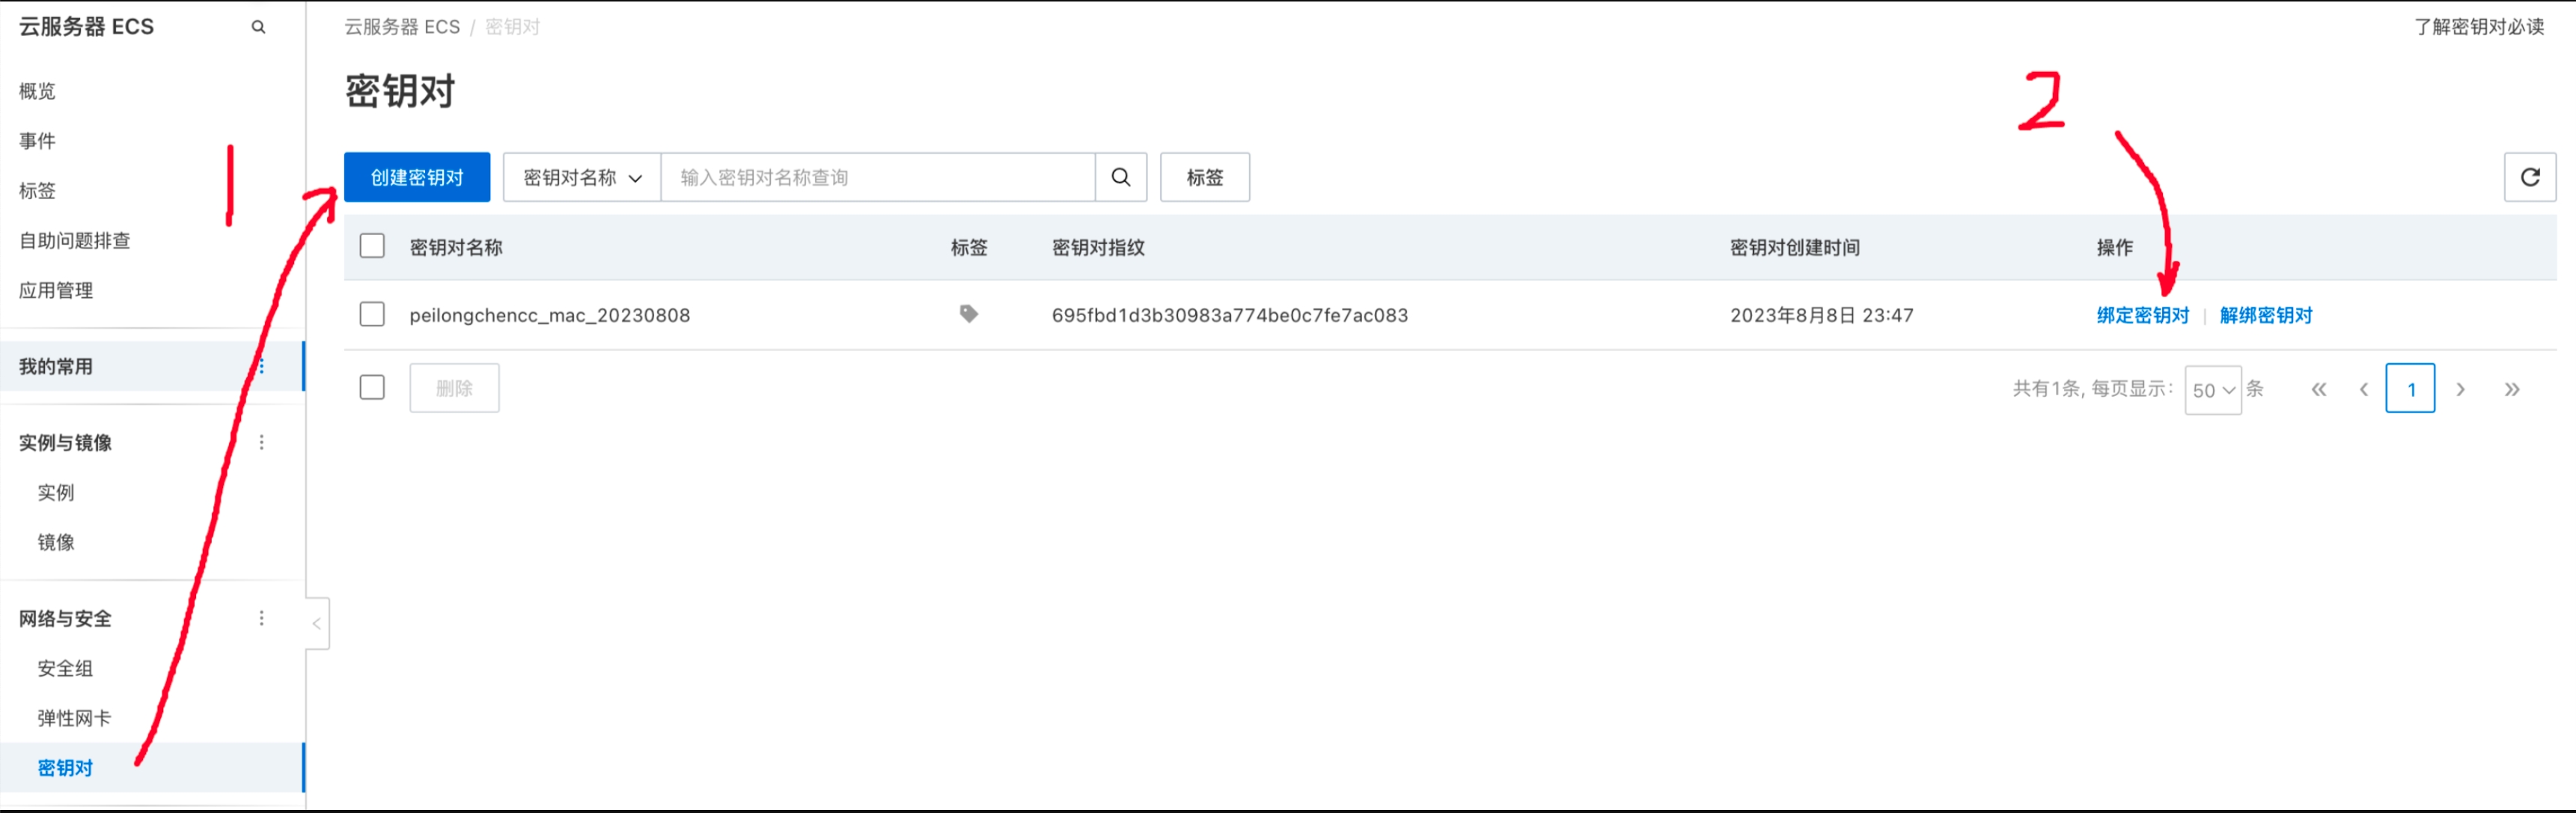 云服务器 ECS
概览
事件
标签
自助问题排查
应用管理
我的常用
实例与镜像
实例
镜像
网络与安全
安全组
弹性网卡
密钥对
云服务器 ECS / 密钥对
了解密钥对必读
密钥对
1
2
创建密钥对 密钥对名称 输入密钥对名称查询 标签
密钥对名称 标签 密钥对指纹 密钥对创建时间 操作
peilongchencc_mac_20230808 695fbd1d3b30983a774be0c7fe7ac083 2023年8月8日 23:47 绑定密钥对 | 解绑密钥对
删除 共有1条, 每页显示: 50 条 « ‹ 1 › »